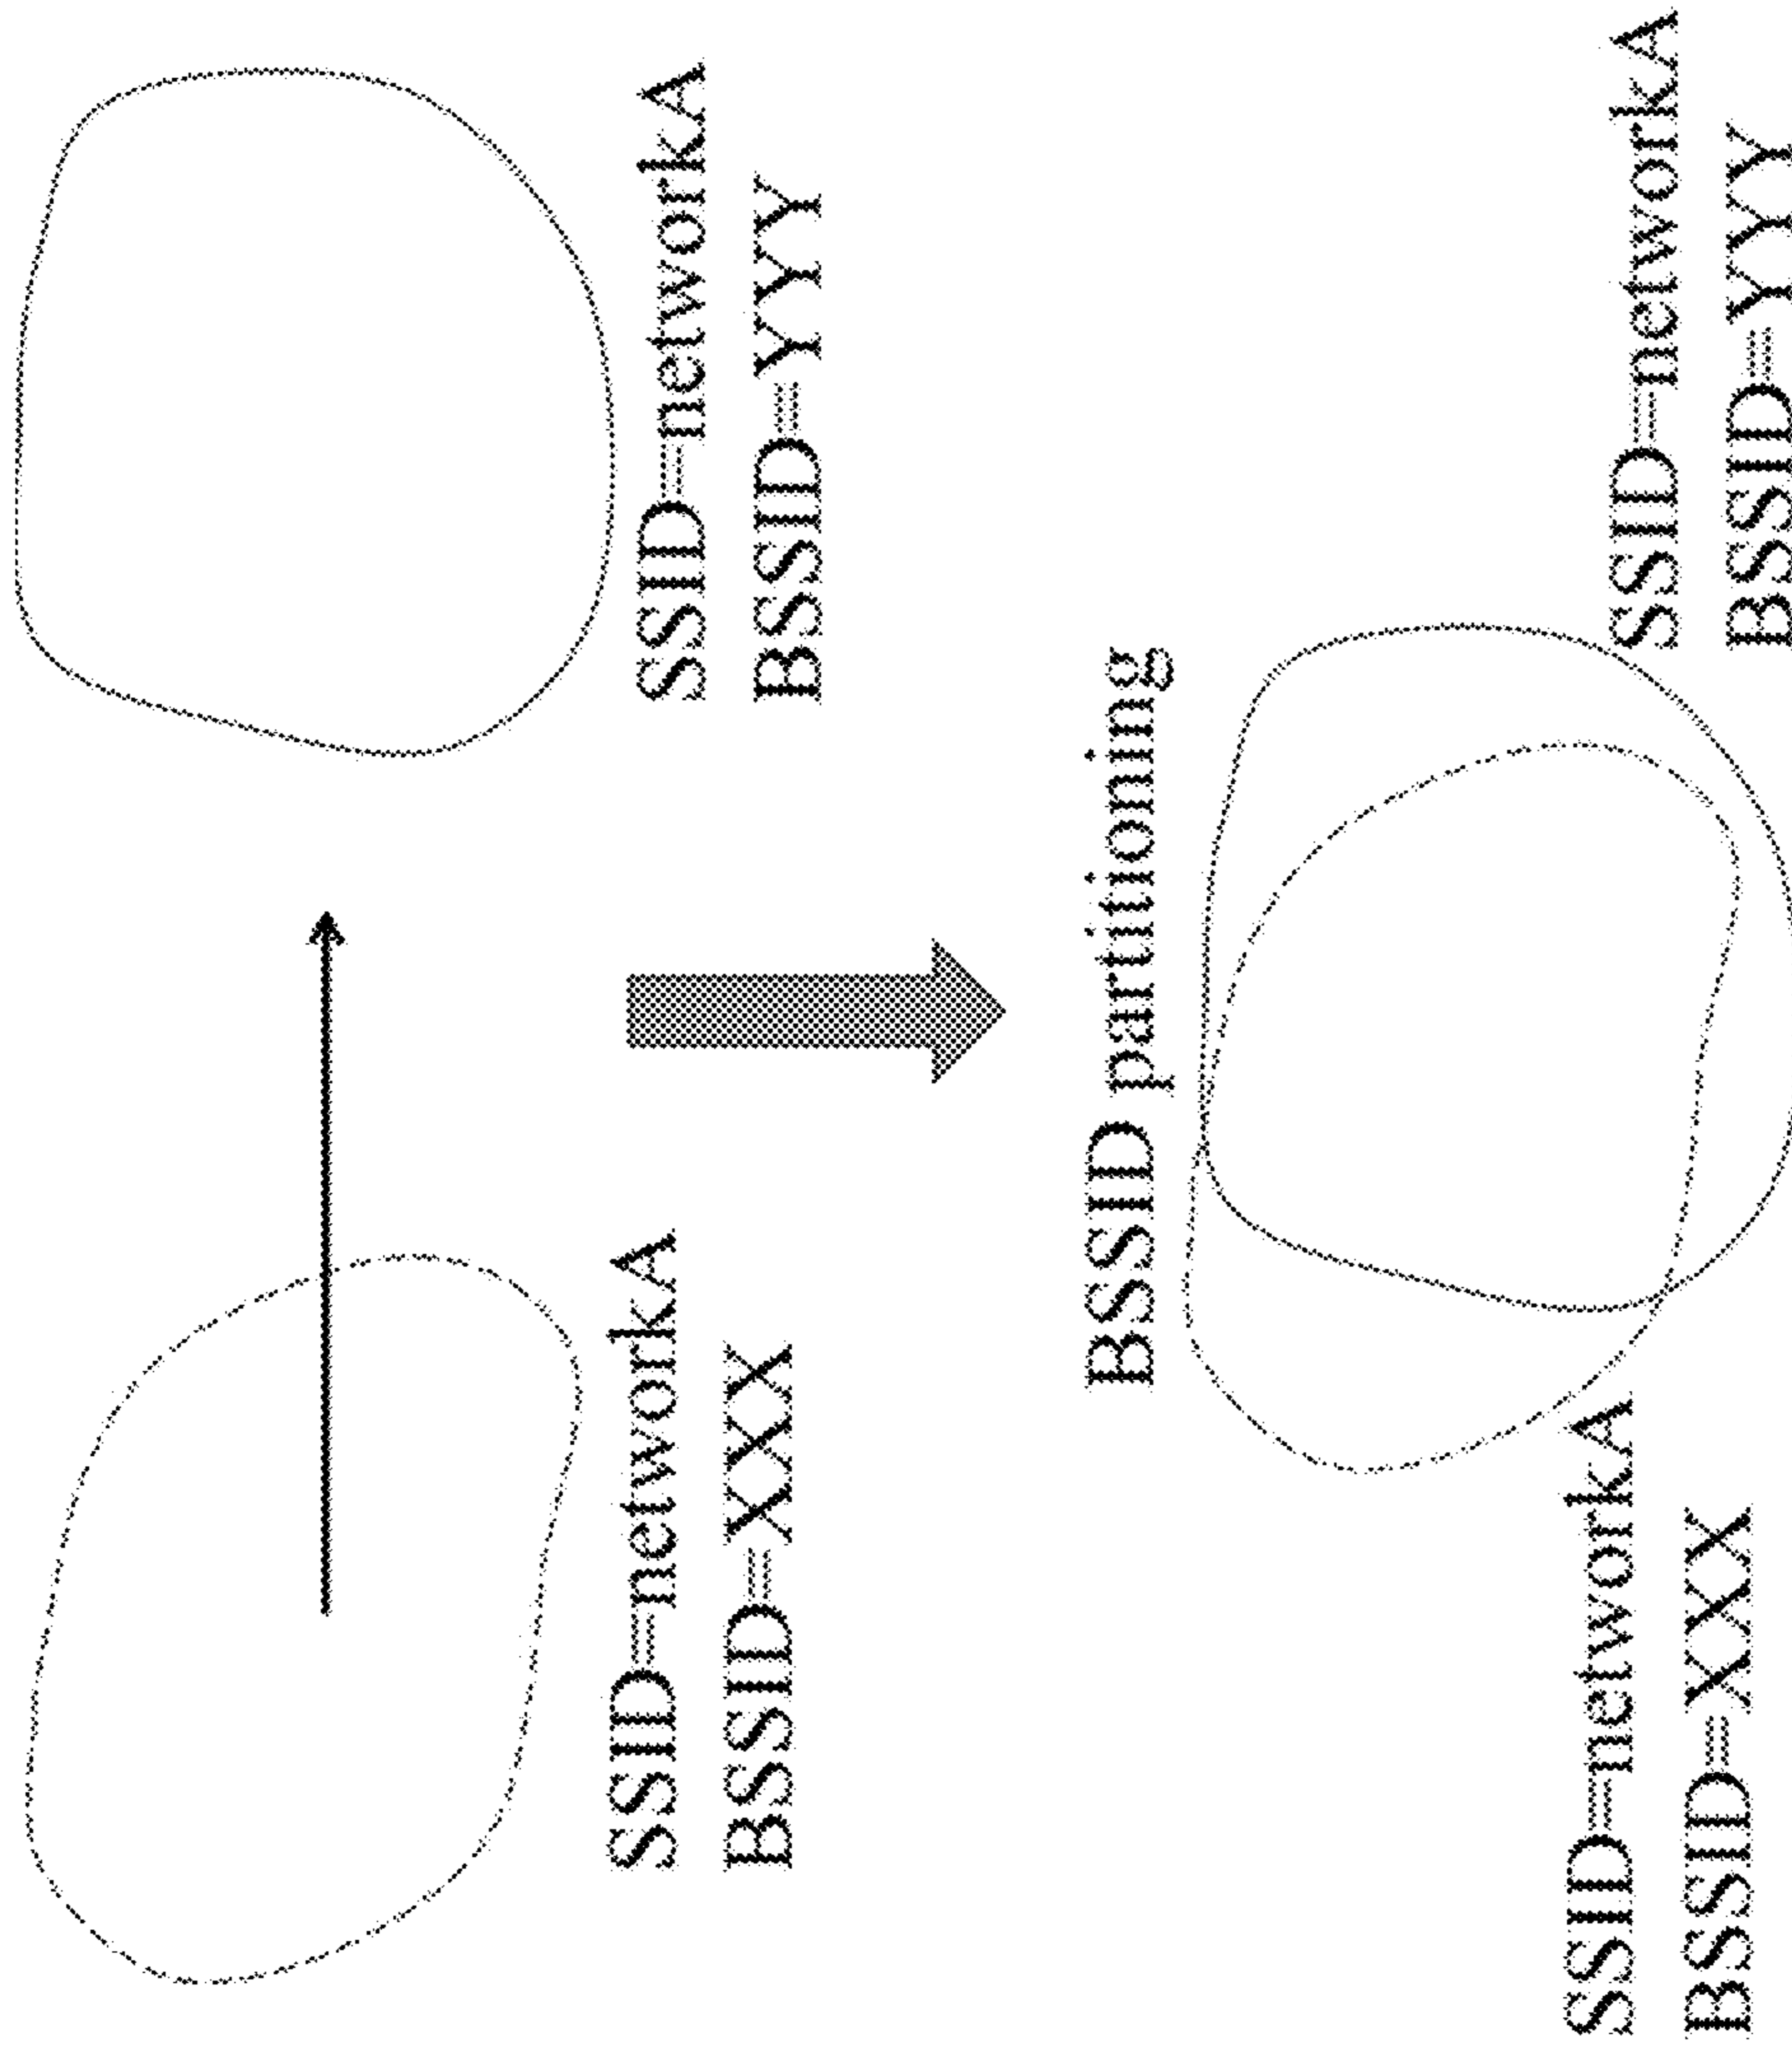 SSID=networkA
BSSID=XXX
SSID=networkA
BSSID=YYY
BSSID partitioning
SSID=networkA
BSSID=XXX
SSID=networkA
BSSID=YYY